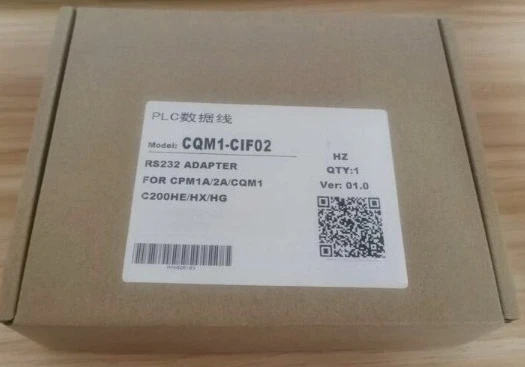 PLC数据线
Model: CQM1-CIF02
RS232 ADAPTER
FOR CPM1A/2A/CQM1
C200HE/HX/HG
HZ
QTY:1
Ver: 01.0